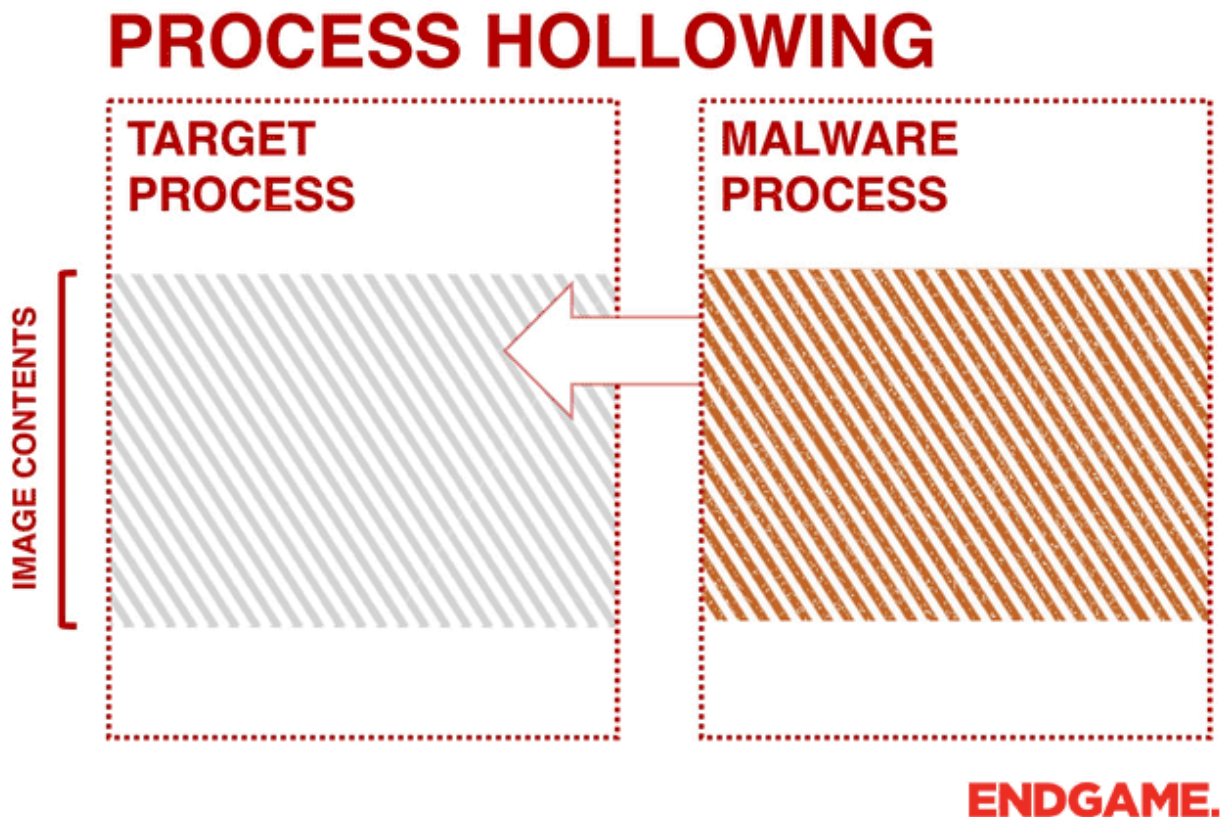 PROCESS HOLLOWING
TARGET
PROCESS
MALWARE
PROCESS
IMAGE CONTENTS
ENDGAME.